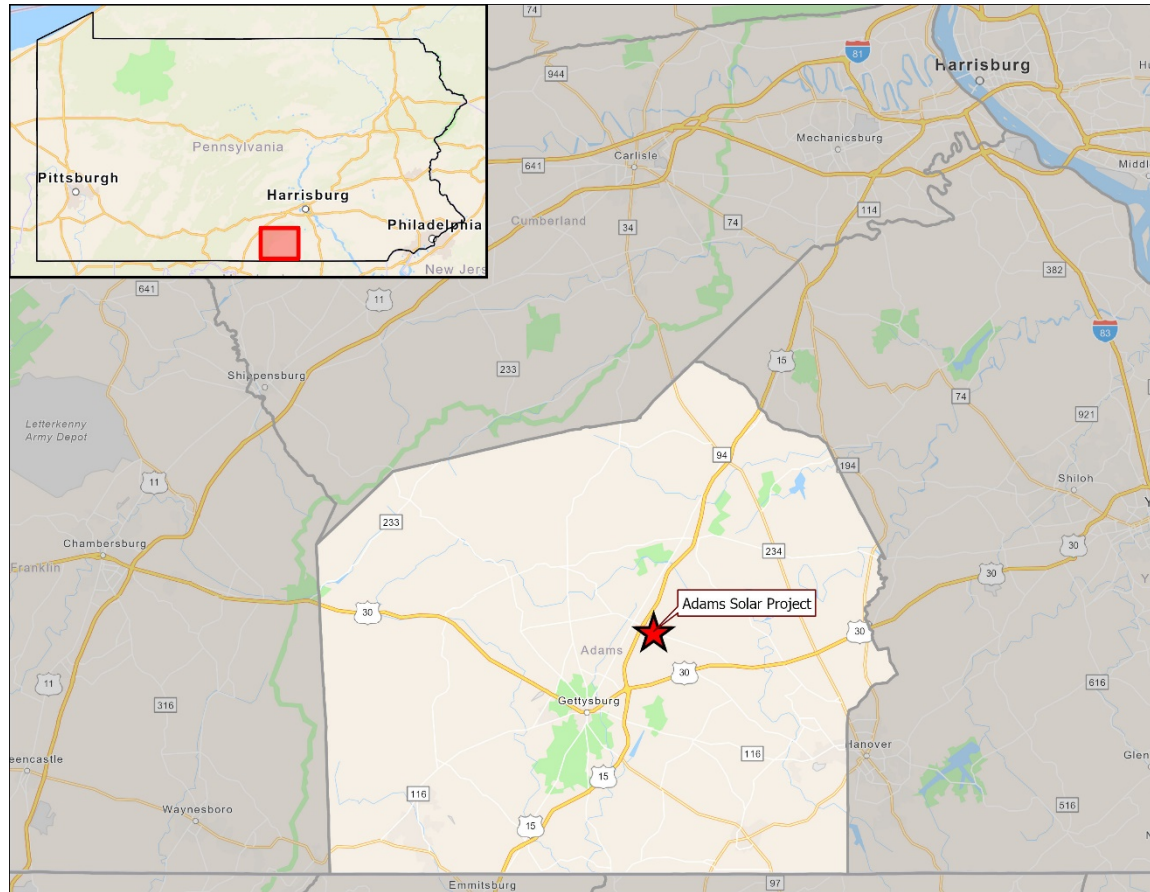 Pennsylvania
Pittsburgh
Harrisburg
Philadelphia
New Jers
74
944
81
Harrisburg
Mechanicsburg
641
Carlisle
Middl
114
Cumberland
34
74
382
641
11
83
15
233
Shippensburg
74
921
Letterkenny
Army Depot
94
194
Shiloh
11
233
Chambersburg
234
30
Franklin
30
30
Adams Solar Project
30
Adams
30
11
Gettysburg
616
316
116
Hanover
Glen
eencastle
15
116
Waynesboro
516
15
Emmitsburg
97